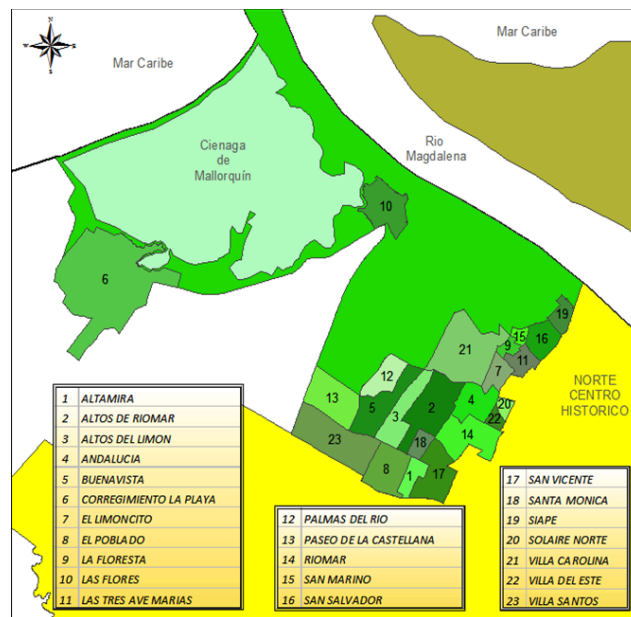 N
S
Mar Caribe
Mar Caribe
Cienaga
de
Mallorquín
Rio
Magdalena
10
6
19
15
9
16
21
11
7
12
13
20
5
2
4
3
22
14
23
18
8
1
17
NORTE
CENTRO
HISTORICO
1 ALTAMIRA
2 ALTOS DE RIOMAR
3 ALTOS DEL LIMON
4 ANDALUCIA
5 BUENAVISTA
6 CORREGIMIENTO LA PLAYA
7 EL LIMONCITO
8 EL POBLADO
9 LA FLORESTA
10 LAS FLORES
11 LAS TRES AVE MARIAS
12 PALMAS DEL RIO
13 PASEO DE LA CASTELLANA
14 RIOMAR
15 SAN MARINO
16 SAN SALVADOR
17 SAN VICENTE
18 SANTA MONICA
19 SIAPE
20 SOLAIRE NORTE
21 VILLA CAROLINA
22 VILLA DEL ESTE
23 VILLA SANTOS